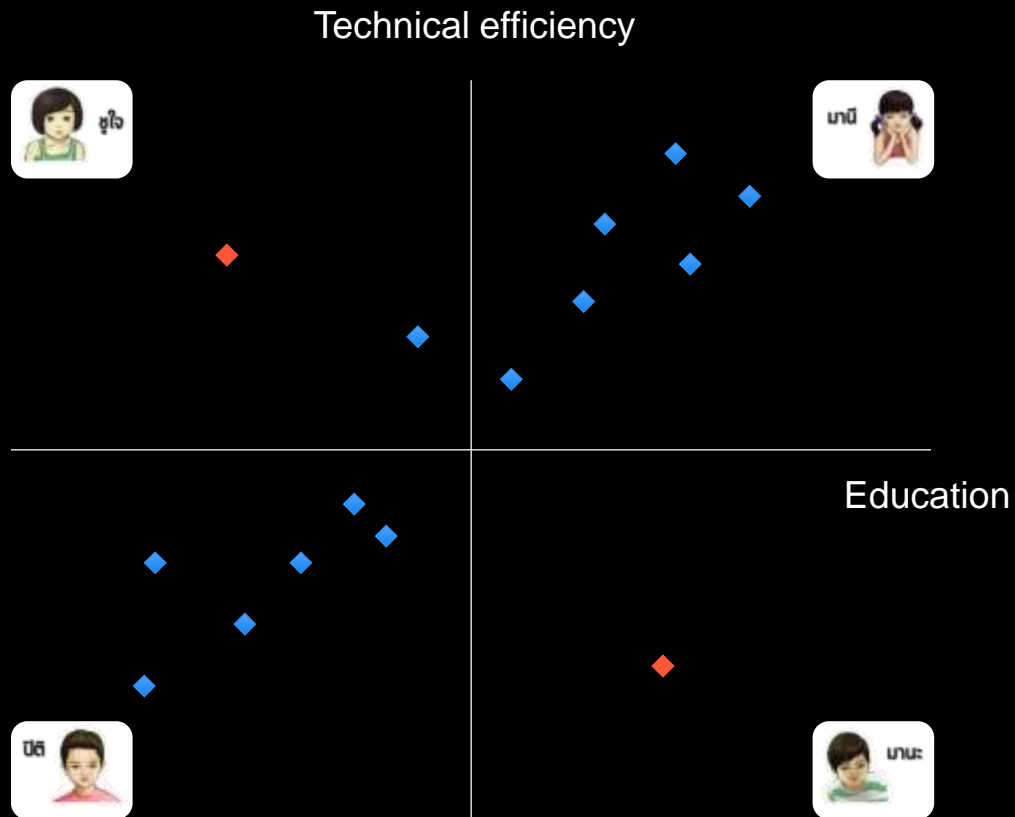 Technical efficiency
ชูใจ
มานี
Education
ปิติ
มานะ